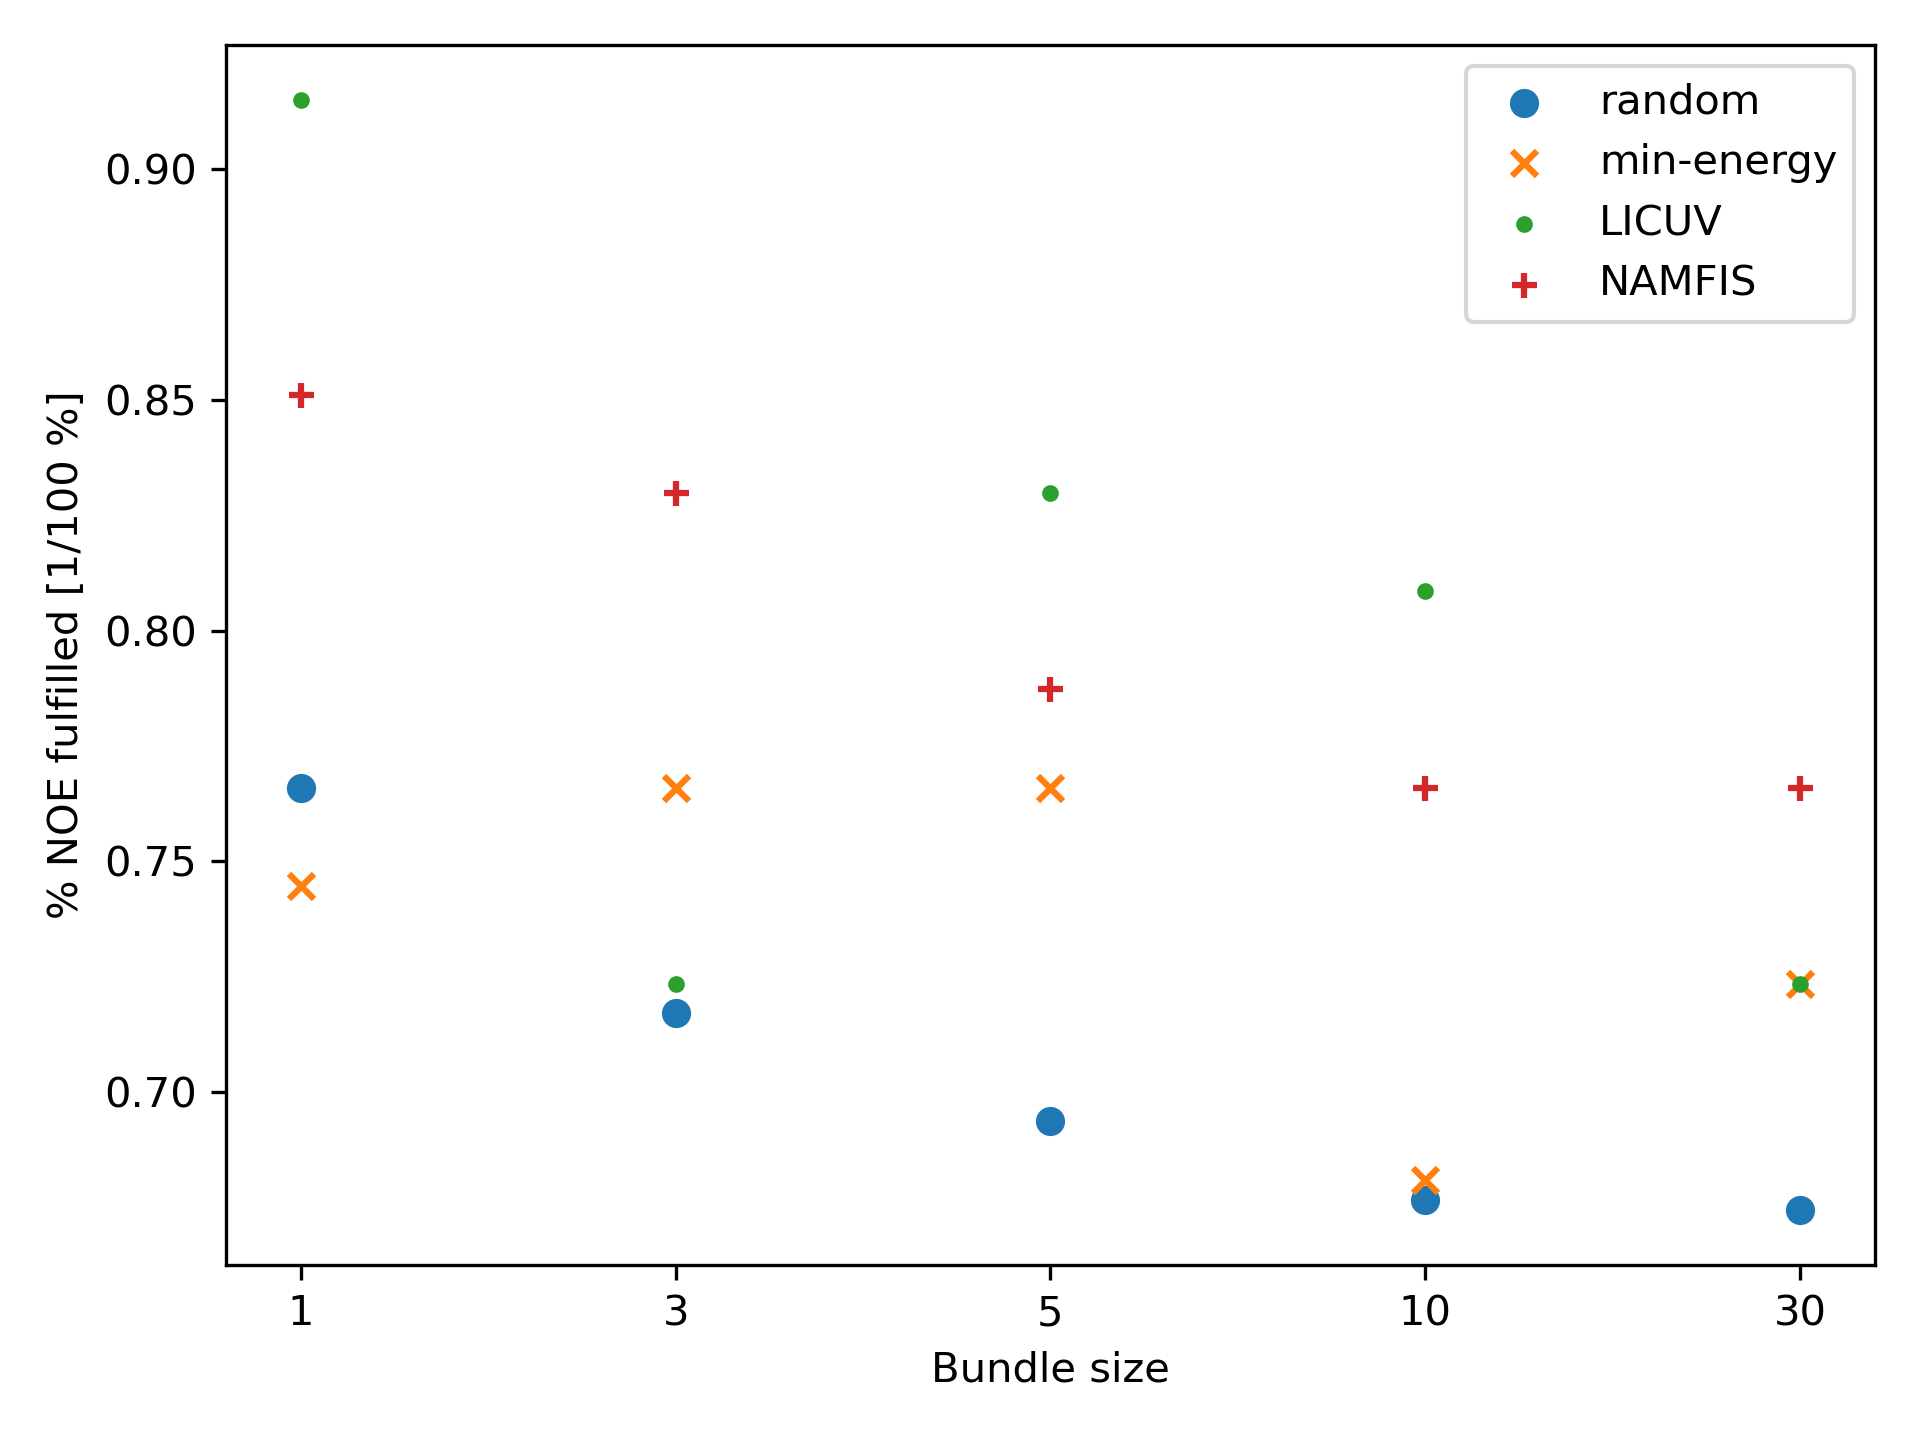 random
min-energy
LICUV
NAMFIS
0.90
0.85
0.80
0.75
0.70
% NOE fulfilled [1/100 %]
1 3 5 10 30
Bundle size